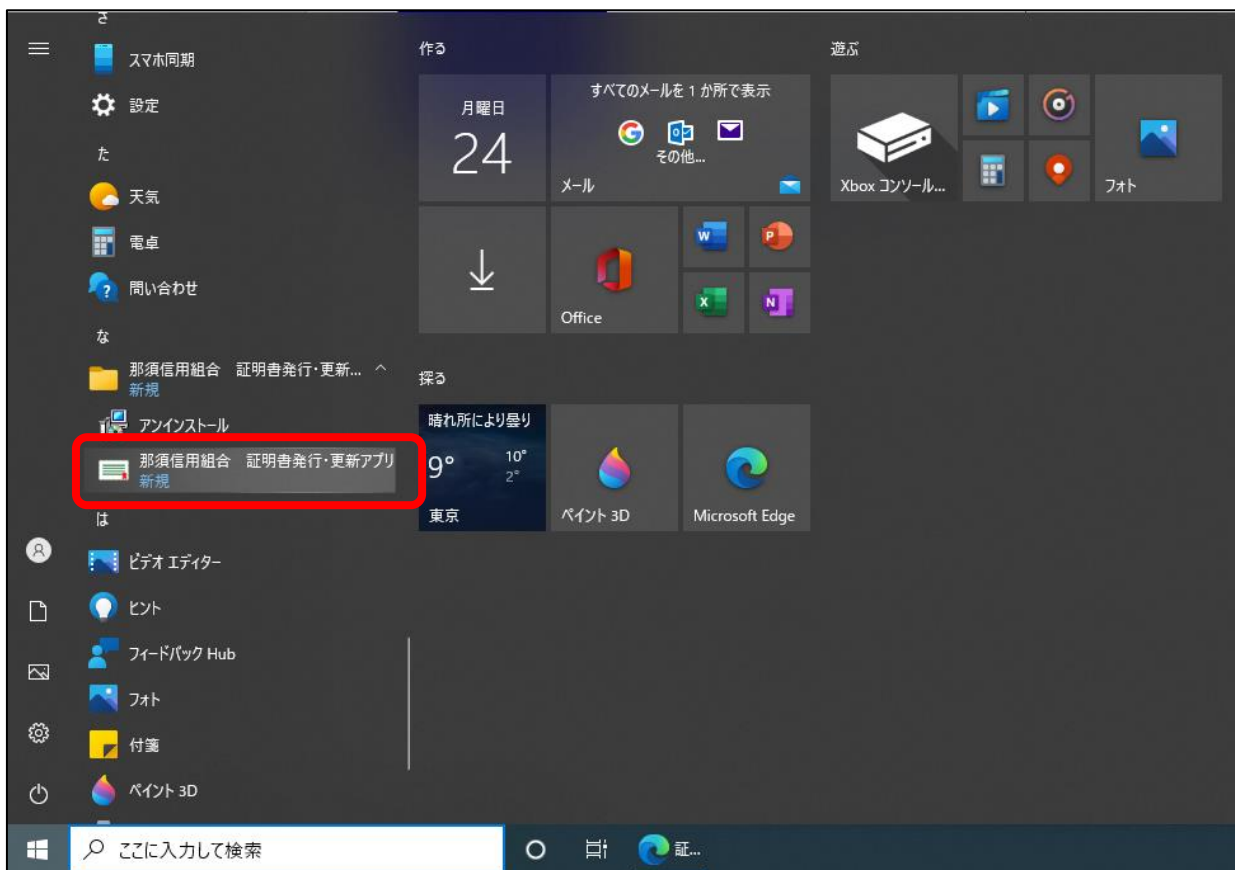 さ
スマホ同期
設定
た
天気
電卓
問い合わせ
な
那須信用組合　証明書発行・更新...
新規
アンインストール
那須信用組合　証明書発行・更新アプリ
新規
は
ビデオ エディター
ヒント
フィードバック Hub
フォト
付箋
ペイント 3D
作る
月曜日
24
すべてのメールを 1 か所で表示
その他...
メール
Office
探る
晴れ所により曇り
9°
10°
2°
東京
ペイント 3D
Microsoft Edge
遊ぶ
Xbox コンソール...
フォト
ここに入力して検索
証...